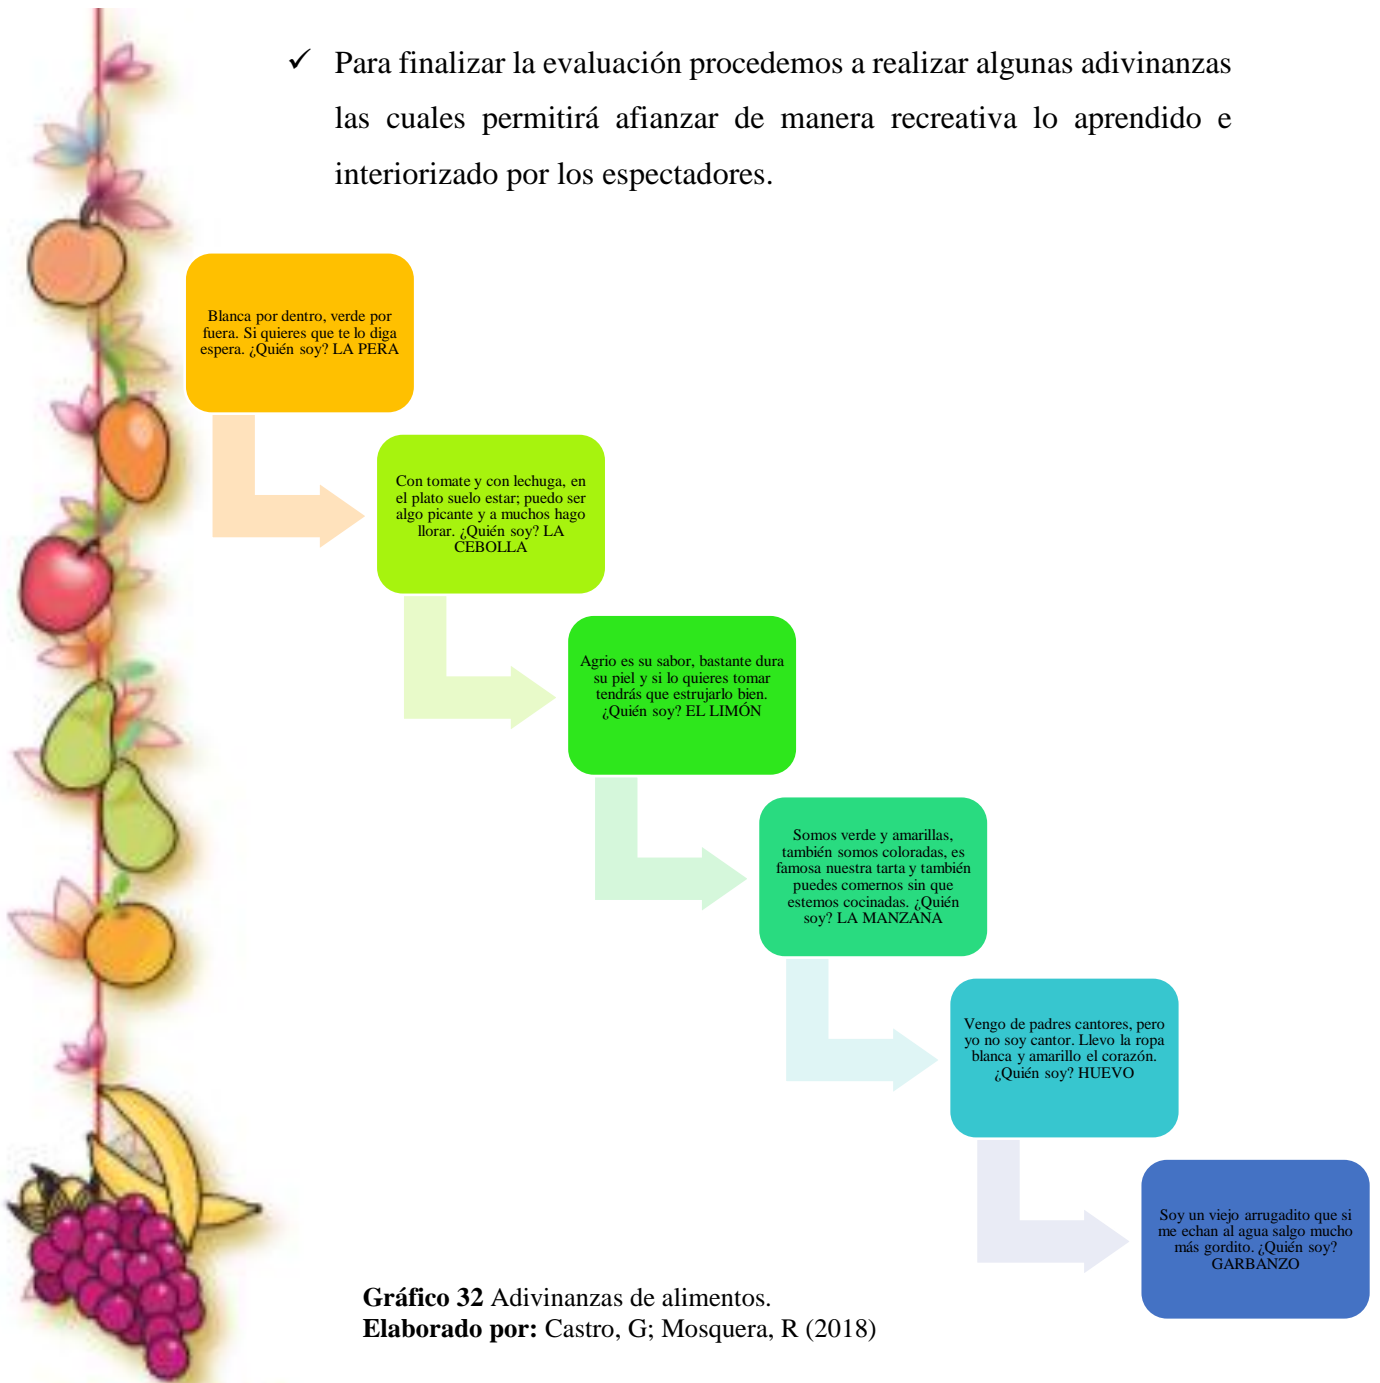 ✓ Para finalizar la evaluación procedemos a realizar algunas adivinanzas
las cuales permitirá afianzar de manera recreativa lo aprendido e
interiorizado por los espectadores.
Blanca por dentro, verde por
fuera. Si quieres que te lo diga
espera. ¿Quién soy? LA PERA
Con tomate y con lechuga, en
el plato suelo estar; puedo ser
algo picante y a muchos hago
llorar. ¿Quién soy? LA
CEBOLLA
Agrio es su sabor, bastante dura
su piel y si lo quieres tomar
tendrás que estrujarlo bien.
¿Quién soy? EL LIMÓN
Somos verde y amarillas,
también somos coloradas, es
famosa nuestra tarta y también
puedes comernos sin que
estemos cocinadas. ¿Quién
soy? LA MANZANA
Vengo de padres cantores, pero
yo no soy cantor. Llevo la ropa
blanca y amarillo el corazón.
¿Quién soy? HUEVO
Soy un viejo arrugadito que si
me echan al agua salgo mucho
más gordito. ¿Quién soy?
GARBANZO
Gráfico 32 Adivinanzas de alimentos.
Elaborado por: Castro, G; Mosquera, R (2018)